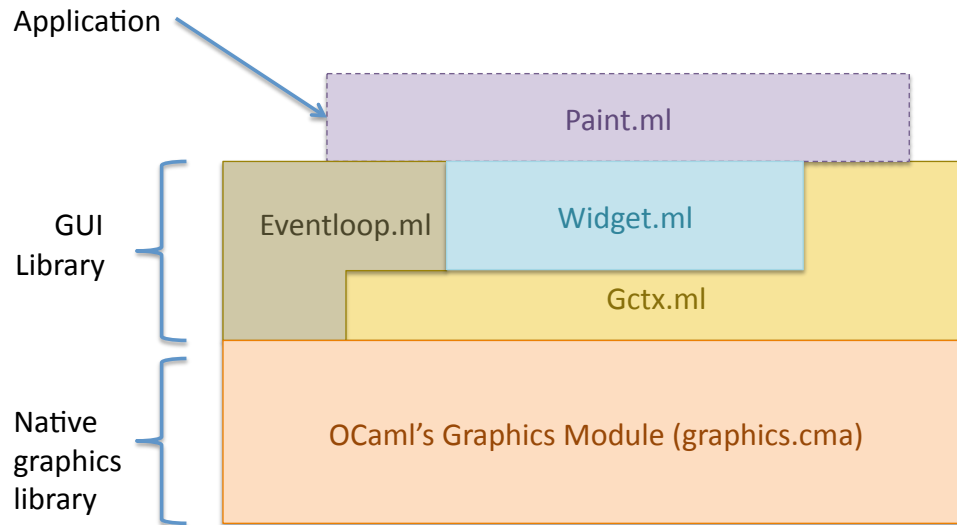 Application
Paint.ml
GUI
Library
Eventloop.ml
Widget.ml
Gctx.ml
Native
graphics
library
OCaml’s Graphics Module (graphics.cma)